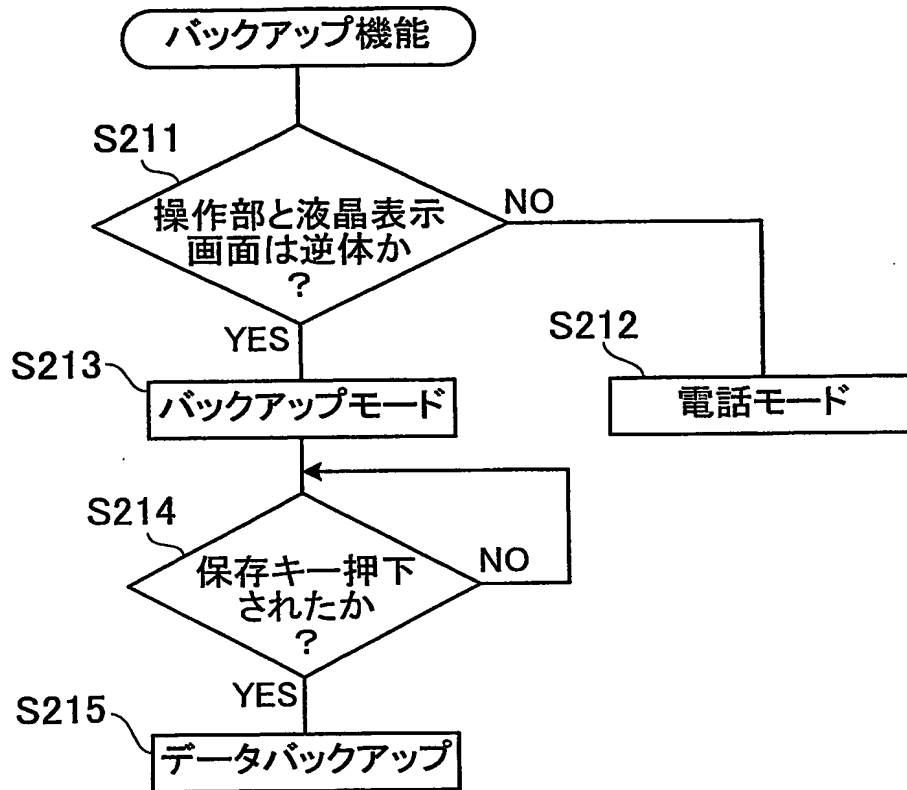 バックアップ機能
S211
操作部と液晶表示
画面は逆体か
?
NO
YES
S212
電話モード
S213
バックアップモード
S214
保存キー押下
されたか
?
NO
YES
S215
データバックアップ